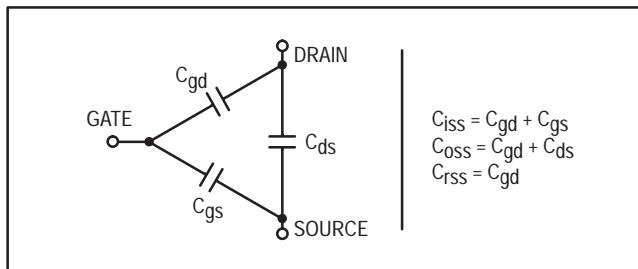 DRAIN
Cgd
GATE
Cds
Cgs
SOURCE
Ciss = Cgd + Cgs
Coss = Cgd + Cds
Crss = Cgd